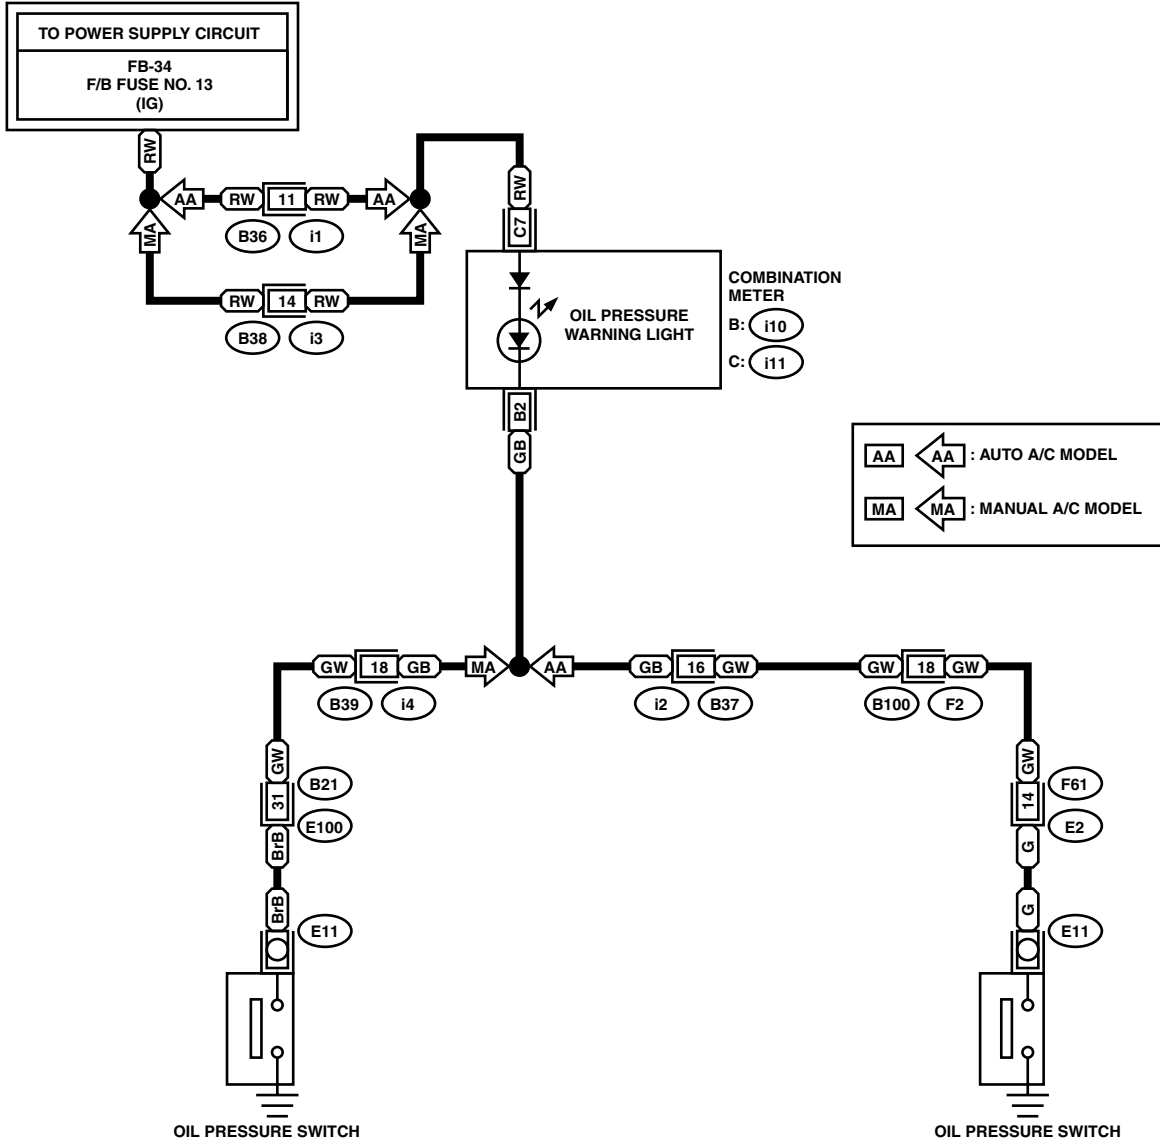 TO POWER SUPPLY CIRCUIT
FB-34
F/B FUSE NO. 13
(IG)
RW
AA RW 11 RW AA
B36 i1
MA MA
RW 14 RW
B38 i3
RW
C7
OIL PRESSURE
WARNING LIGHT
COMBINATION
METER
B: i10
C: i11
B2
GB
AA AA : AUTO A/C MODEL
MA MA : MANUAL A/C MODEL
GW 18 GB MA AA GB 16 GW GW 18 GW
B39 i4 i2 B37 B100 F2
GW
31
B21
E100
BrB
BrB
E11
OIL PRESSURE SWITCH
GW
14
F61
E2
G
G
E11
OIL PRESSURE SWITCH